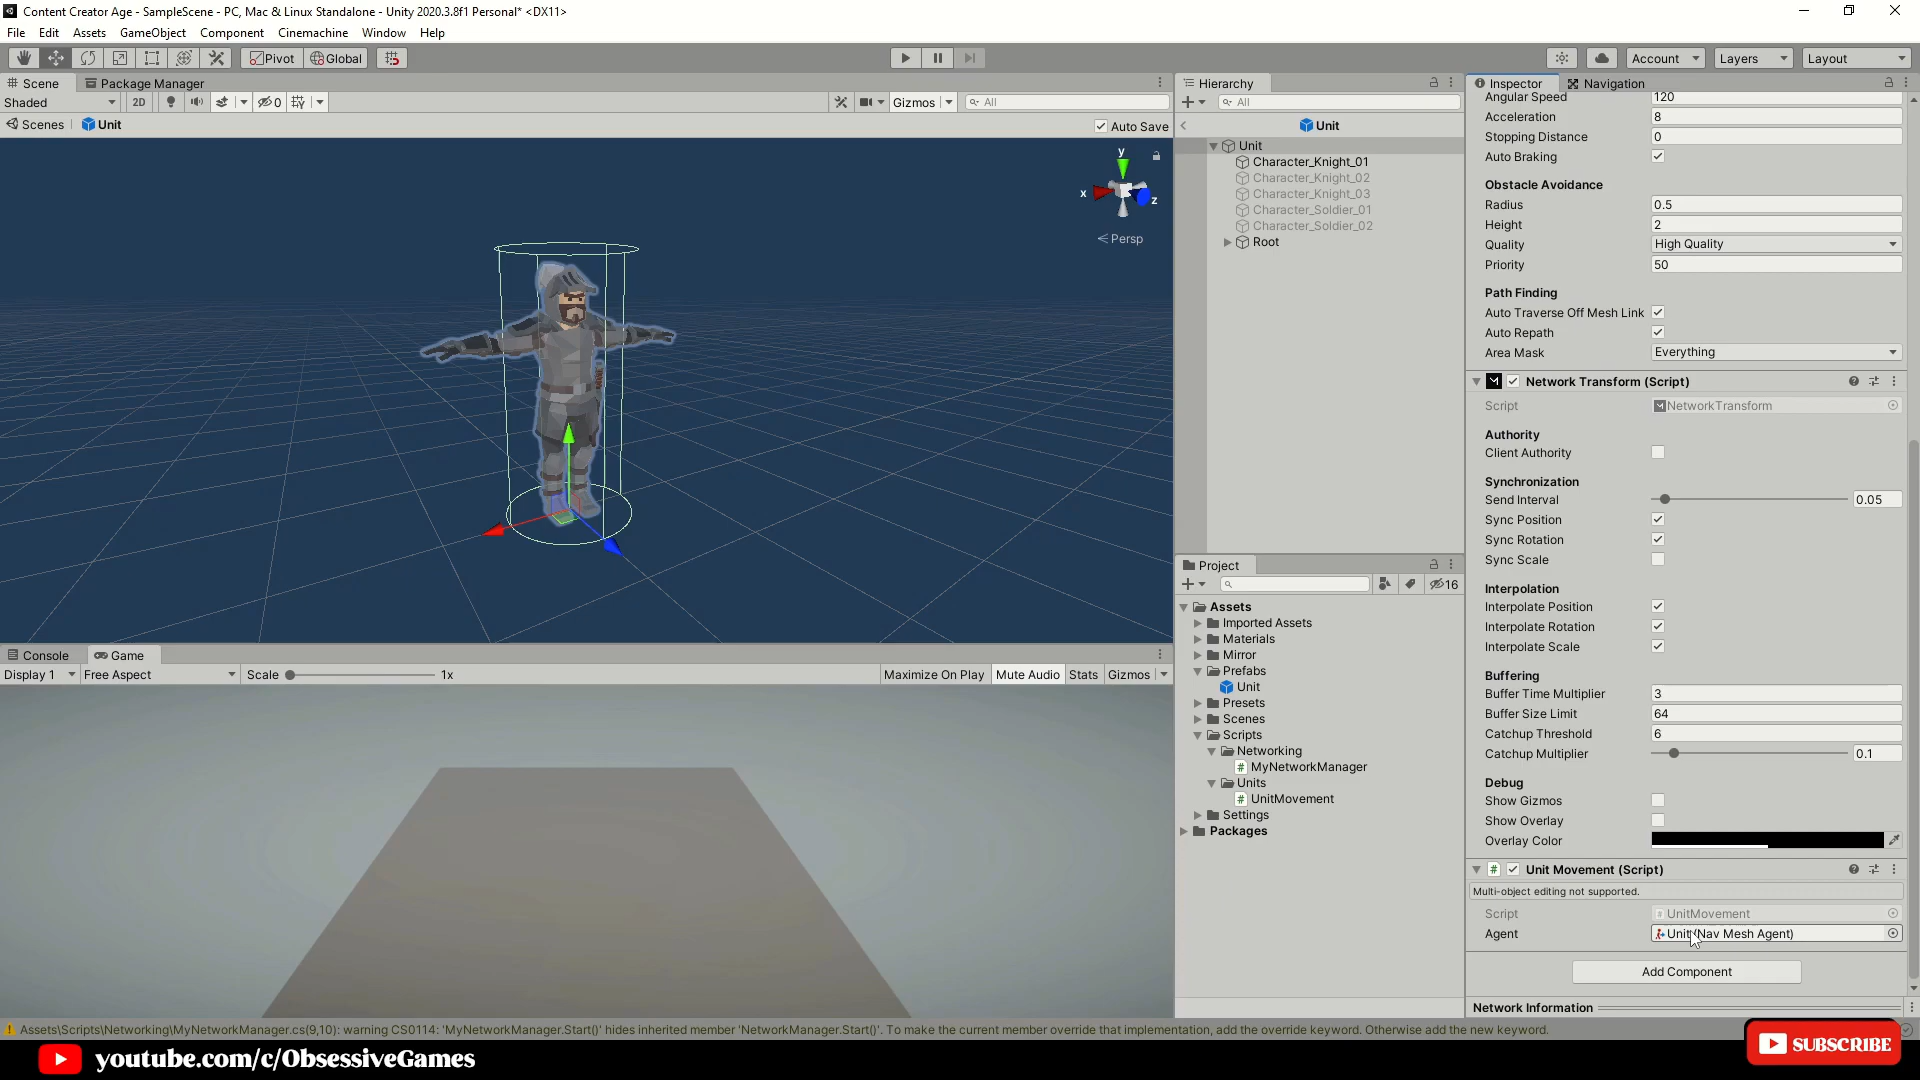 Content Creator Age - SampleScene - PC, Mac & Linux Standalone - Unity 2020.3.8f1 Personal* <DX11>
File Edit Assets GameObject Component Cinemachine Window Help
Pivot Global Account Layers Layout
Scene Package Manager
Shaded 2D 0 Gizmos All
Scenes Unit Auto Save
y
x
z
Persp
Hierarchy
All
Unit
Unit
Character_Knight_01
Character_Knight_02
Character_Knight_03
Character_Soldier_01
Character_Soldier_02
Root
Console Game
Display 1 Free Aspect Scale 1x Maximize On Play Mute Audio Stats Gizmos
Project
16
Assets
Imported Assets
Materials
Mirror
Prefabs
Unit
Presets
Scenes
Scripts
Networking
MyNetworkManager
Units
UnitMovement
Settings
Packages
Inspector Navigation
Angular Speed 120
Acceleration 8
Stopping Distance 0
Auto Braking
Obstacle Avoidance
Radius 0.5
Height 2
Quality High Quality
Priority 50
Path Finding
Auto Traverse Off Mesh Link
Auto Repath
Area Mask Everything
Network Transform (Script)
Script NetworkTransform
Authority
Client Authority
Synchronization
Send Interval 0.05
Sync Position
Sync Rotation
Sync Scale
Interpolation
Interpolate Position
Interpolate Rotation
Interpolate Scale
Buffering
Buffer Time Multiplier 3
Buffer Size Limit 64
Catchup Threshold 6
Catchup Multiplier 0.1
Debug
Show Gizmos
Show Overlay
Overlay Color
Unit Movement (Script)
Multi-object editing not supported.
Script UnitMovement
Agent Unit (Nav Mesh Agent)
Add Component
Network Information
Assets\Scripts\Networking\MyNetworkManager.cs(9,10): warning CS0114: 'MyNetworkManager.Start()' hides inherited member 'NetworkManager.Start()'. To make the current member override that implementation, add the override keyword. Otherwise add the new keyword.
youtube.com/c/ObsessiveGames
SUBSCRIBE